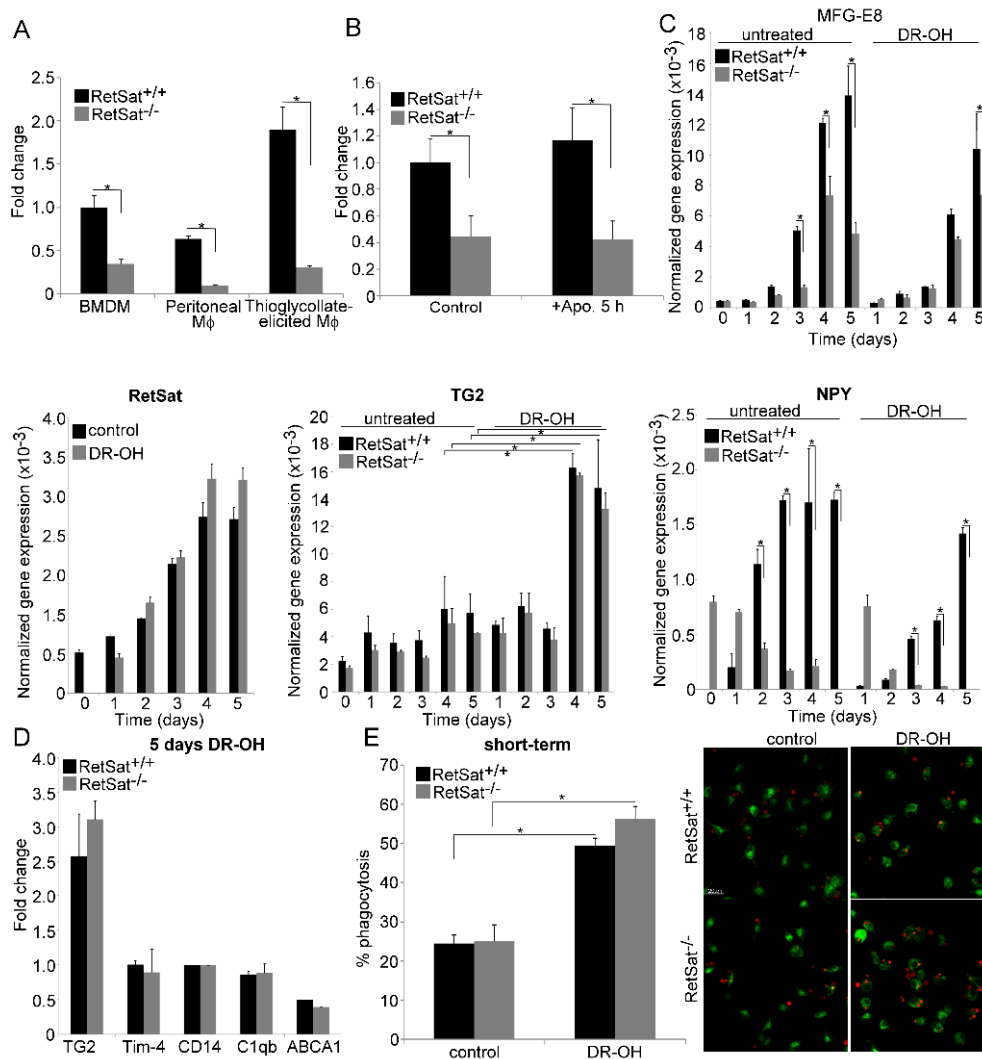 A
Fold change
2.5
2.0
1.5
1.0
0.5
0
RetSat+/+
RetSat-/-
*
*
*
BMDM
Peritoneal Mϕ
Thioglycollate-elicited Mϕ
B
Fold change
1.6
1.4
1.2
1.0
0.8
0.6
0.4
0.2
0
RetSat+/+
RetSat-/-
*
*
Control
+Apo. 5 h
C
MFG-E8
untreated
DR-OH
Normalized gene expression (x10-3)
16
14
12
10
8
6
4
2
0
RetSat+/+
RetSat-/-
*
*
*
*
0 1 2 3 4 5 1 2 3 4 5
Time (days)
RetSat
Normalized gene expression (x10-3)
4.0
3.5
3.0
2.5
2.0
1.5
1.0
0.5
0
control
DR-OH
0 1 2 3 4 5
Time (days)
TG2
untreated
DR-OH
Normalized gene expression (x10-3)
20
18
16
14
12
10
8
6
4
2
0
RetSat+/+
RetSat-/-
*
*
*
*
0 1 2 3 4 5 1 2 3 4 5
Time (days)
NPY
untreated
DR-OH
Normalized gene expression (x10-3)
2.5
2.0
1.5
1.0
0.5
0
RetSat+/+
RetSat-/-
*
*
*
*
*
*
*
0 1 2 3 4 5 1 2 3 4 5
Time (days)
D
5 days DR-OH
Fold change
4.0
3.5
3.0
2.5
2.0
1.5
1.0
0.5
0
RetSat+/+
RetSat-/-
TG2 Tim-4 CD14 C1qb ABCA1
E
short-term
% phagocytosis
70
60
50
40
30
20
10
0
RetSat+/+
RetSat-/-
*
*
control
DR-OH
control
DR-OH
RetSat+/+
RetSat-/-